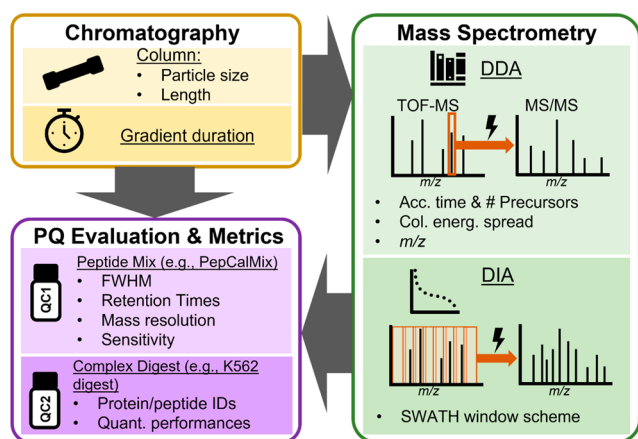 Chromatography
Column:
• Particle size
• Length
Gradient duration
Mass Spectrometry
DDA
TOF-MS
MS/MS
m/z
m/z
• Acc. time & # Precursors
• Col. energ. spread
• m/z
DIA
m/z
m/z
• SWATH window scheme
PQ Evaluation & Metrics
QC1
Peptide Mix (e.g., PepCalMix)
• FWHM
• Retention Times
• Mass resolution
• Sensitivity
QC2
Complex Digest (e.g., K562
digest)
• Protein/peptide IDs
• Quant. performances